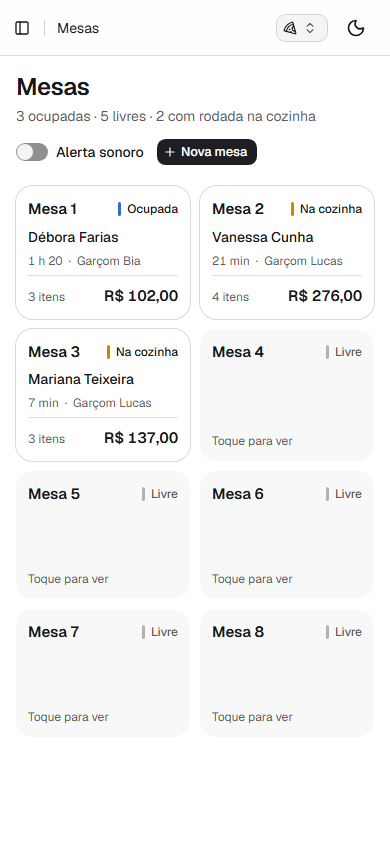 Mesas
Mesas
3 ocupadas · 5 livres · 2 com rodada na cozinha
Alerta sonoro
+ Nova mesa
Mesa 1
Ocupada
Débora Farias
1 h 20 · Garçom Bia
3 itens
R$ 102,00
Mesa 2
Na cozinha
Vanessa Cunha
21 min · Garçom Lucas
4 itens
R$ 276,00
Mesa 3
Na cozinha
Mariana Teixeira
7 min · Garçom Lucas
3 itens
R$ 137,00
Mesa 4
Livre
Toque para ver
Mesa 5
Livre
Toque para ver
Mesa 6
Livre
Toque para ver
Mesa 7
Livre
Toque para ver
Mesa 8
Livre
Toque para ver